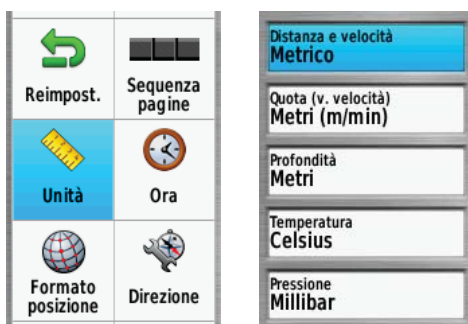 Reimpost.
Sequenza
pagine
Unità
Ora
Formato
posizione
Direzione
Distanza e velocità
Metrico
Quota (v. velocità)
Metri (m/min)
Profondità
Metri
Temperatura
Celsius
Pressione
Millibar